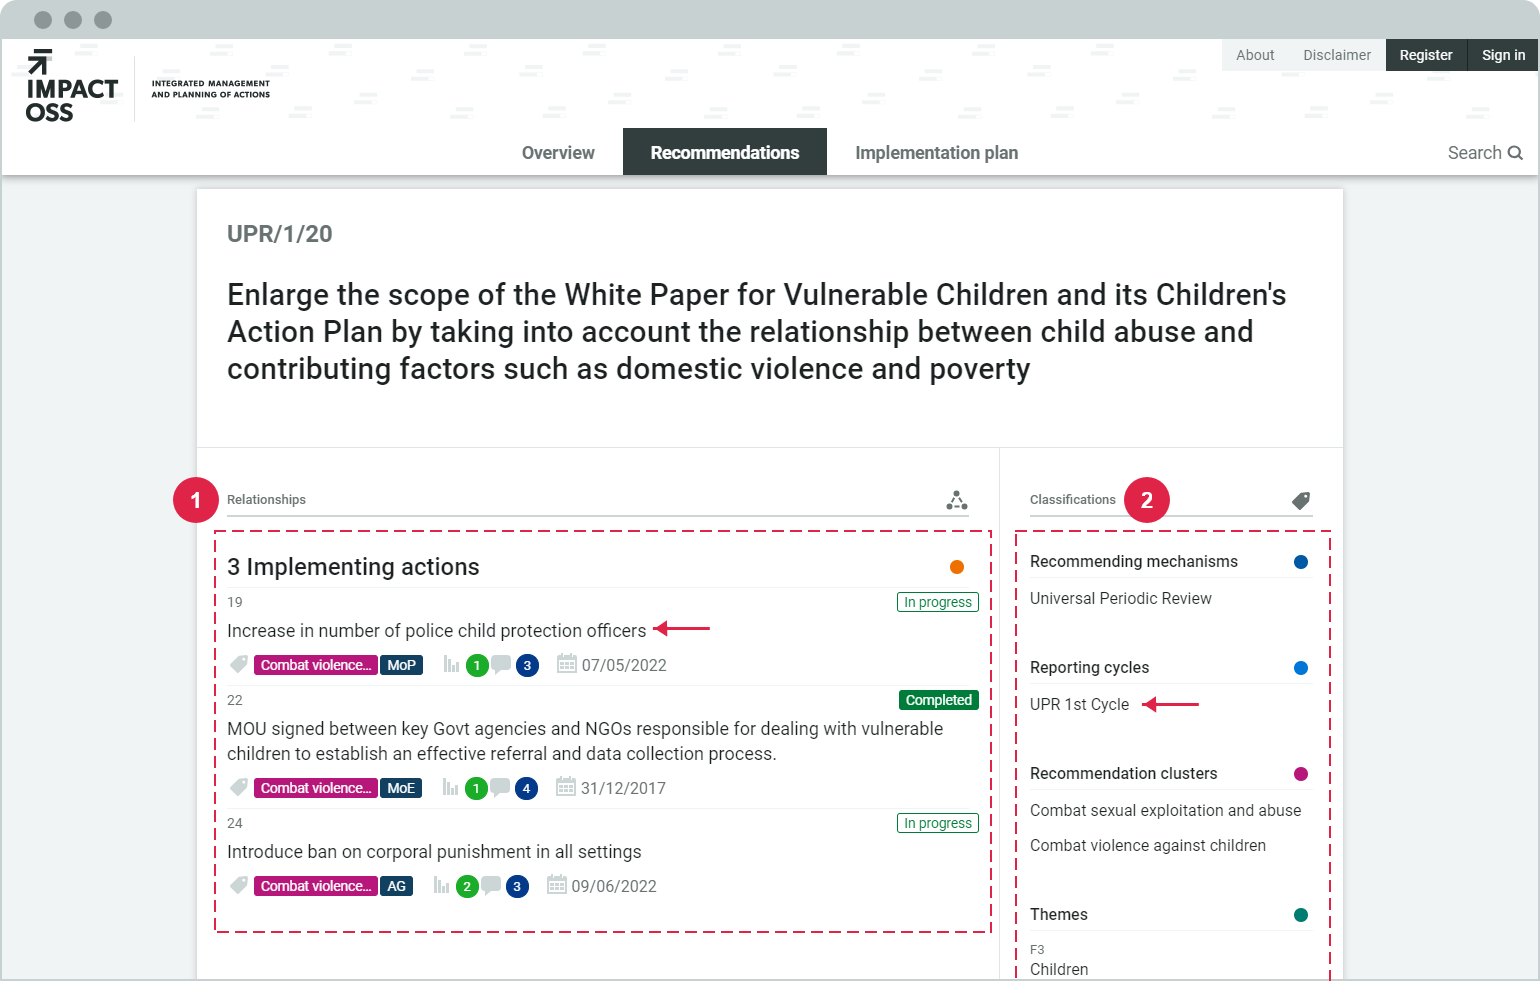 IMPACT
OSS
INTEGRATED MANAGEMENT
AND PLANNING OF ACTIONS
About
Disclaimer
Register
Sign in
Overview
Recommendations
Implementation plan
Search
UPR/1/20
Enlarge the scope of the White Paper for Vulnerable Children and its Children's
Action Plan by taking into account the relationship between child abuse and
contributing factors such as domestic violence and poverty
1
Relationships
3 Implementing actions
19
In progress
Increase in number of police child protection officers
Combat violence... MoP 1 3 07/05/2022
22
Completed
MOU signed between key Govt agencies and NGOs responsible for dealing with vulnerable
children to establish an effective referral and data collection process.
Combat violence... MoE 1 4 31/12/2017
24
In progress
Introduce ban on corporal punishment in all settings
Combat violence... AG 2 3 09/06/2022
Classifications
2
Recommending mechanisms
Universal Periodic Review
Reporting cycles
UPR 1st Cycle
Recommendation clusters
Combat sexual exploitation and abuse
Combat violence against children
Themes
F3
Children